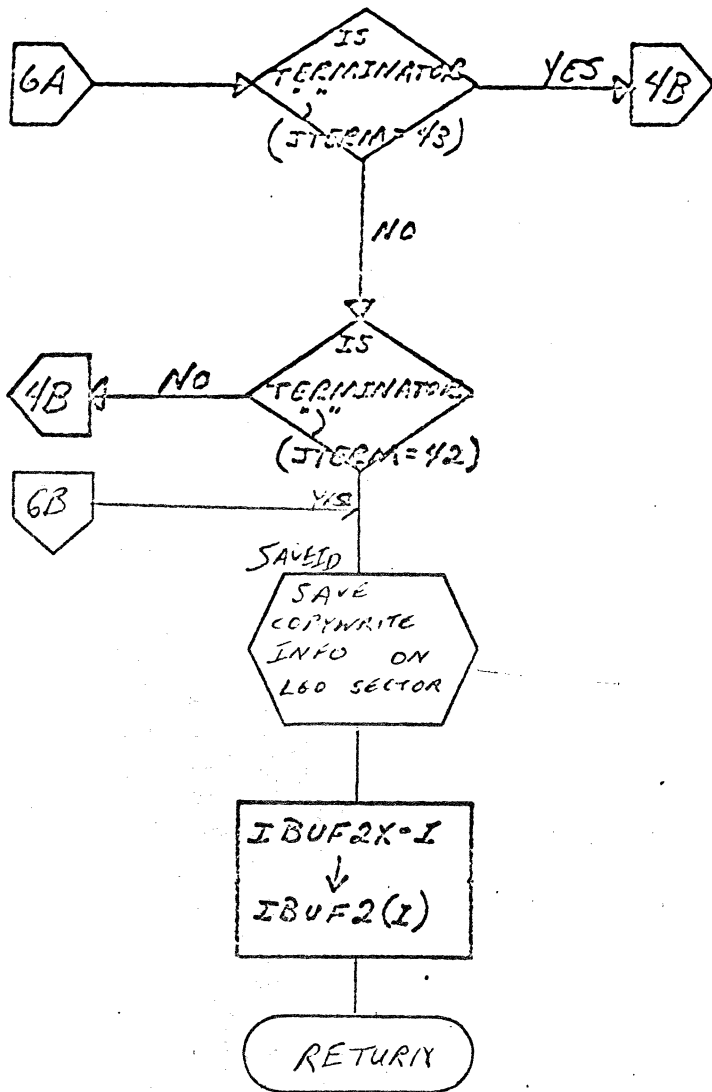 IS
6A
TERMINATOR
YES
4B
")"
(JTERM=43)
NO
IS
4B
NO
TERMINATOR
")"
(JTERM=42)
6B
YES
SAVEID
SAVE
COPYWRITE
INFO ON
LGO SECTOR
IBUF2X-I
↓
IBUF2(I)
RETURN